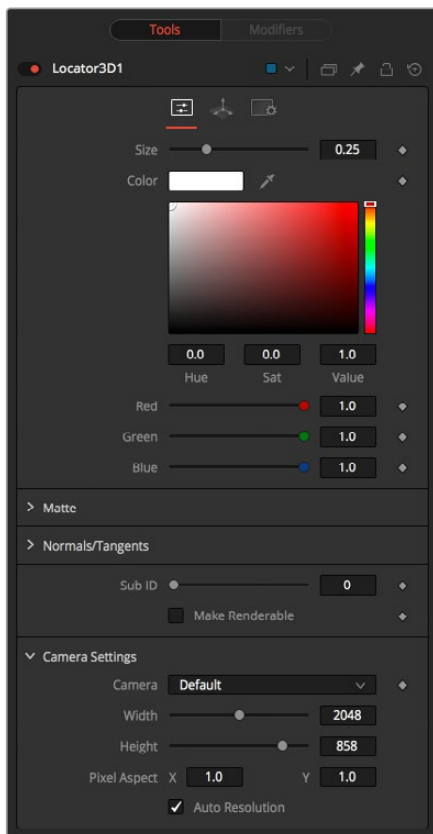 Tools Modifiers
Locator3D1
Size 0.25
Color
0.0 0.0 1.0
Hue Sat Value
Red 1.0
Green 1.0
Blue 1.0
Matte
Normals/Tangents
Sub ID 0
Make Renderable
Camera Settings
Camera Default
Width 2048
Height 858
Pixel Aspect X 1.0 Y 1.0
Auto Resolution